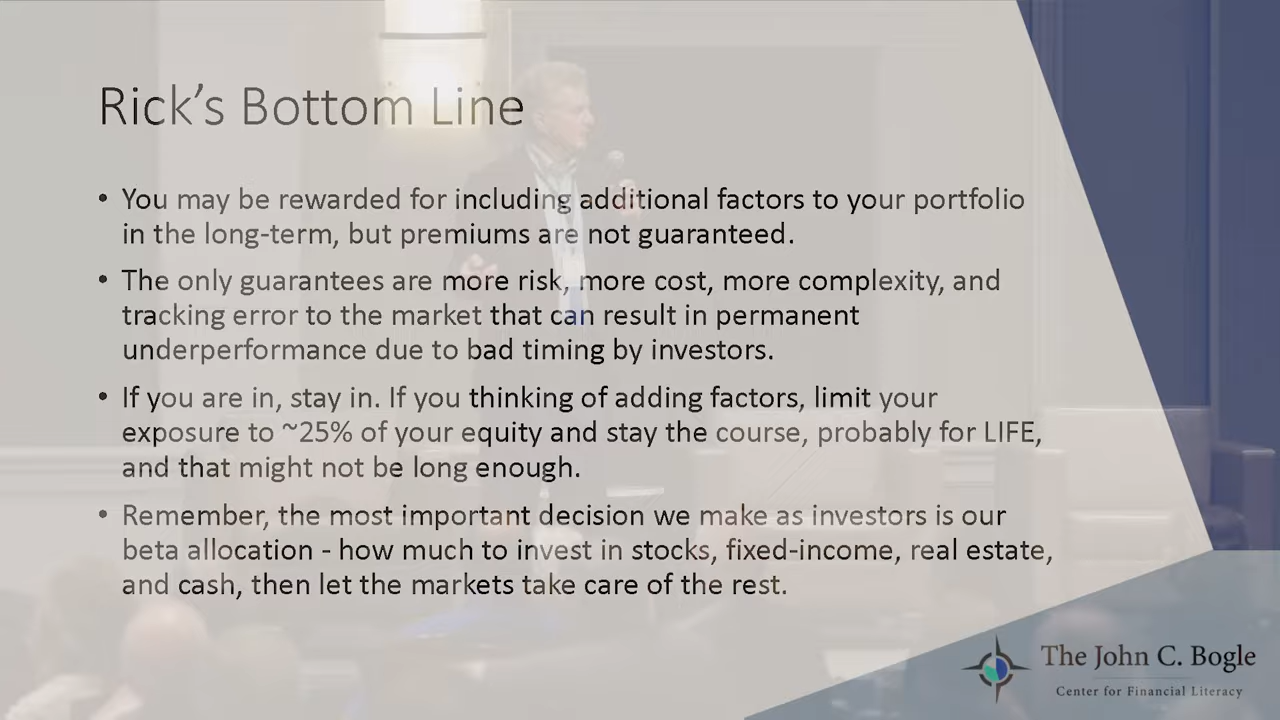 Rick's Bottom Line
• You may be rewarded for including additional factors to your portfolio
in the long-term, but premiums are not guaranteed.
• The only guarantees are more risk, more cost, more complexity, and
tracking error to the market that can result in permanent
underperformance due to bad timing by investors.
• If you are in, stay in. If you thinking of adding factors, limit your
exposure to ~25% of your equity and stay the course, probably for LIFE,
and that might not be long enough.
• Remember, the most important decision we make as investors is our
beta allocation - how much to invest in stocks, fixed-income, real estate,
and cash, then let the markets take care of the rest.
The John C. Bogle
Center for Financial Literacy